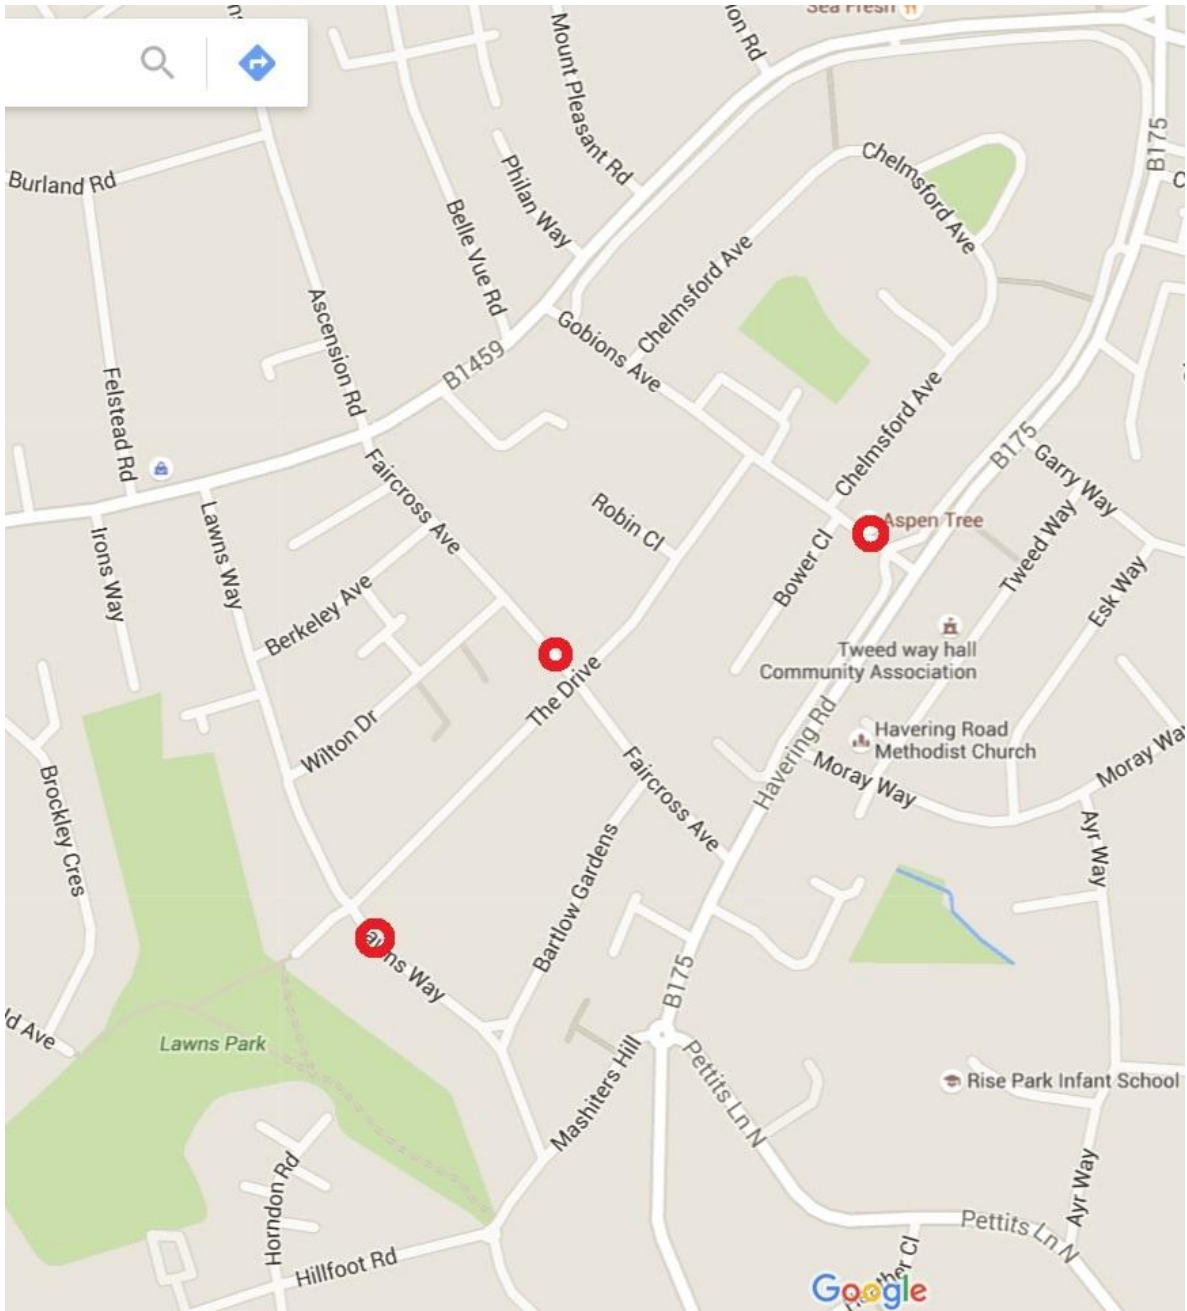 Sea Fresh
ion Rd
Mount Pleasant Rd
B175
Burland Rd
Philan Way
Belle Vue Rd
Chelmsford Ave
Chelmsford Ave
Ascension Rd
Gobions Ave
B1459
Felstead Rd
Chelmsford Ave
B175
Garry Way
Faircross Ave
Lawns Way
Irons Way
Robin Cl
Aspen Tree
Bower Cl
Tweed Way
Esk Way
Berkeley Ave
Tweed way hall
Community Association
The Drive
Wilton Dr
Havering Rd
Havering Road
Methodist Church
Moray Way
Moray Way
Brockley Cres
Faircross Ave
Bartlow Gardens
Ayr Way
Way
B175
ld Ave
Lawns Park
Mashiters Hill
Pettits Ln N
Rise Park Infant School
Horndon Rd
Ayr Way
Pettits Ln N
Hillfoot Rd
Google